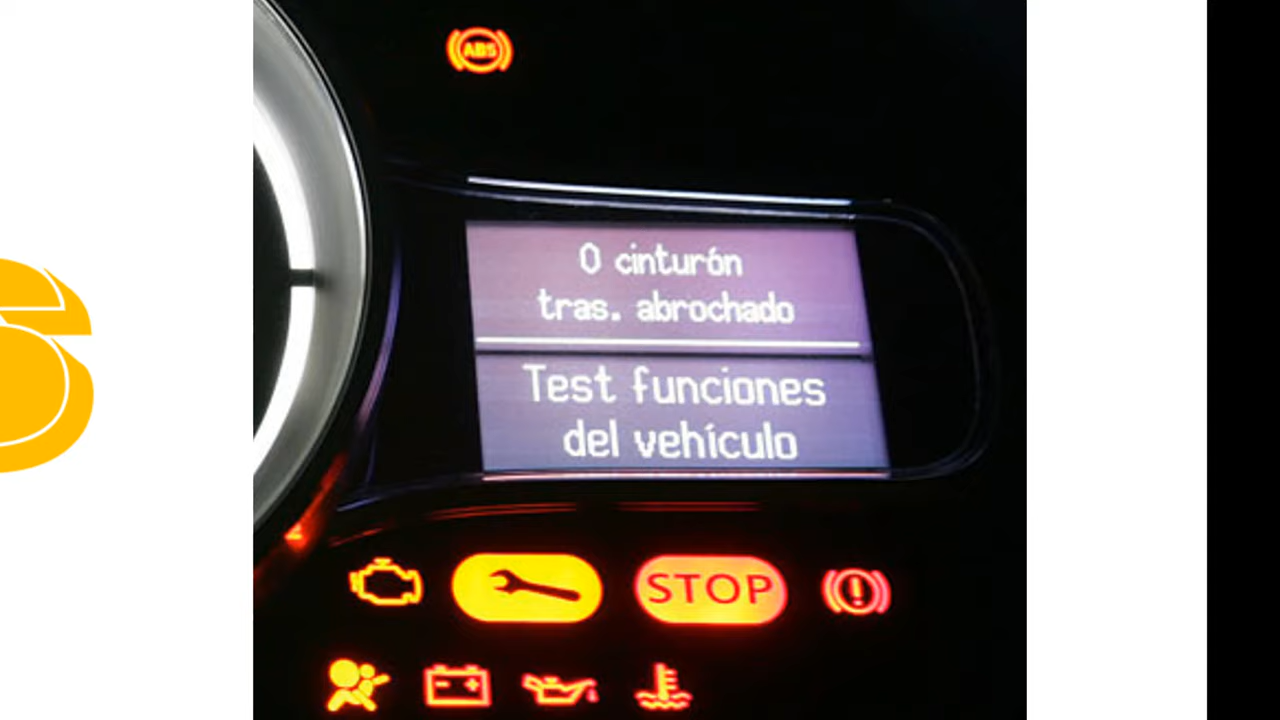 ABS
0 cinturón
tras. abrochado
Test funciones
del vehículo
STOP
S